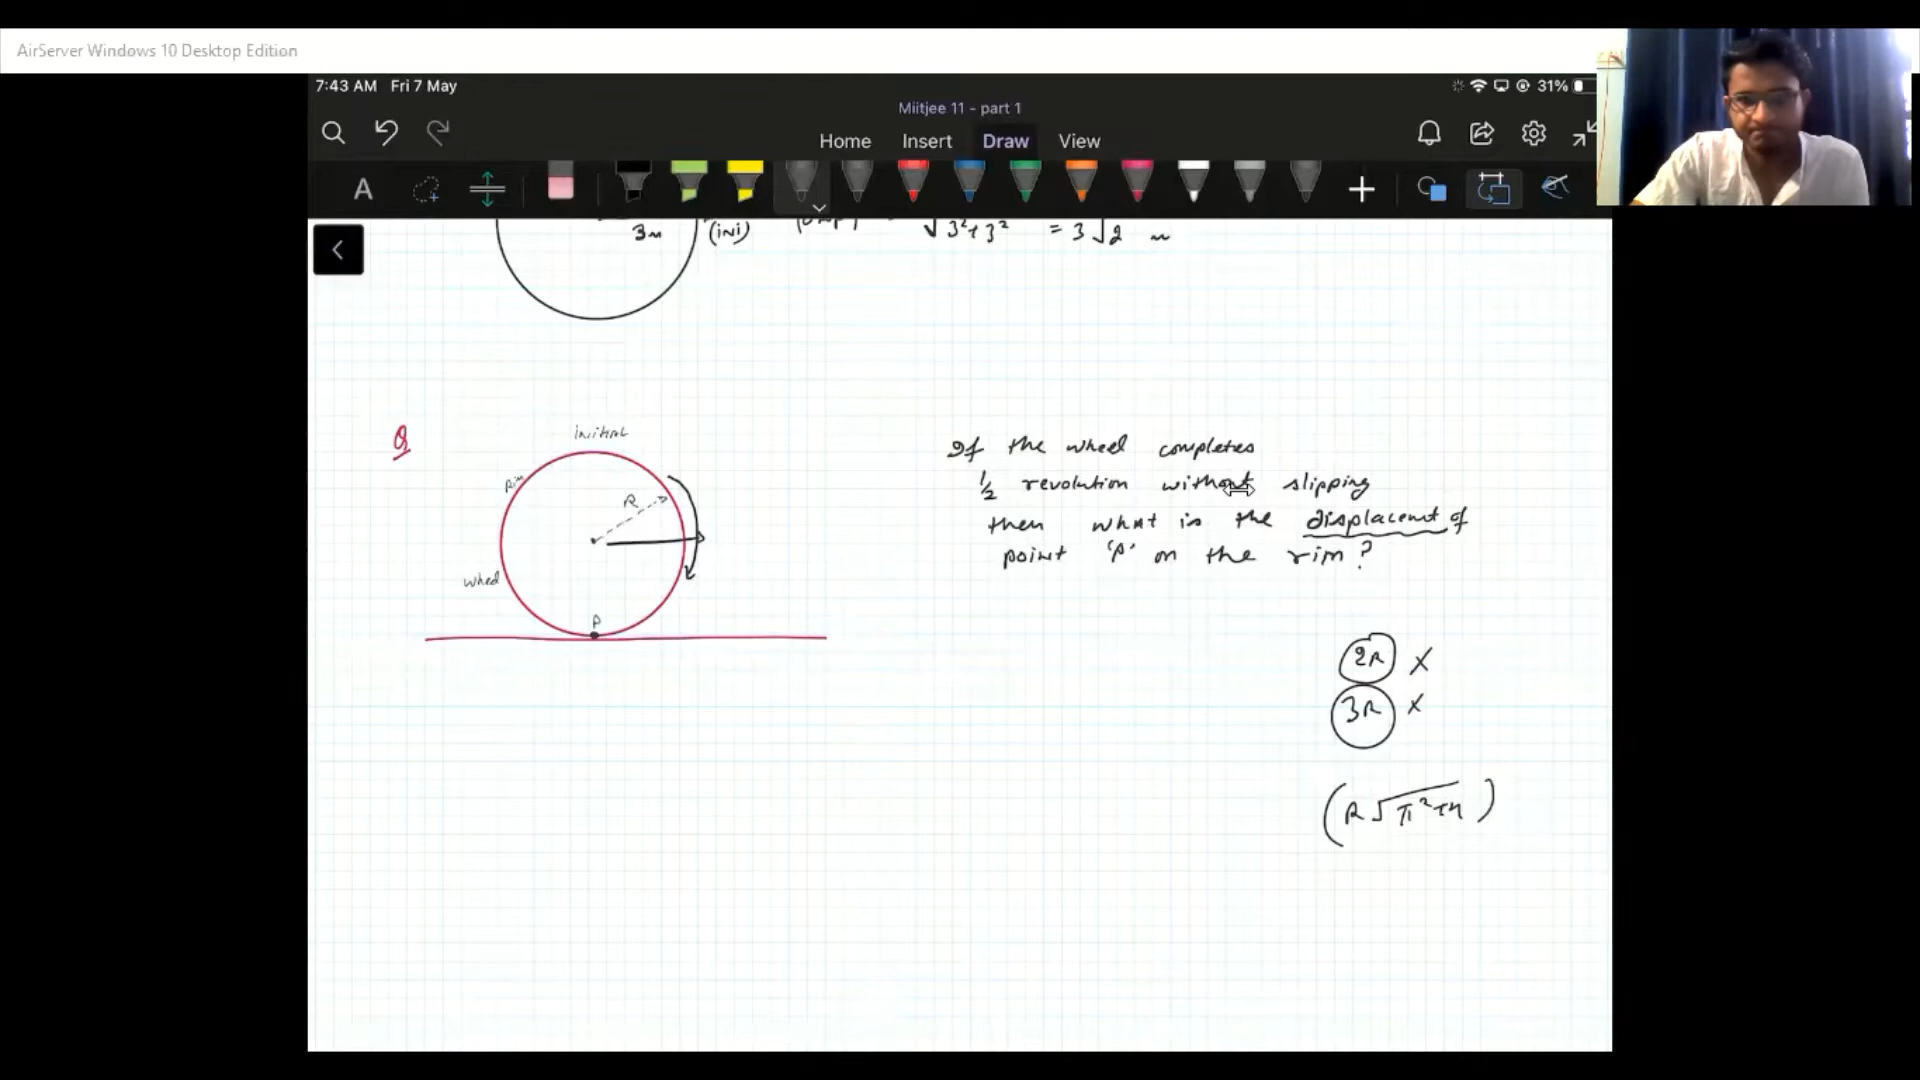 AirServer Windows 10 Desktop Edition
7:43 AM Fri 7 May
31%
Miitjee 11 - part 1
Home Insert Draw View
A
3m (ini) √3²+3² = 3√2 m
Q
initial
Rim
R
Wheel
P
If the wheel completes
1/2 revolution without slipping
then what is the displacemt of
point 'P' on the rim?
2R X
3R X
(R√π²+4)